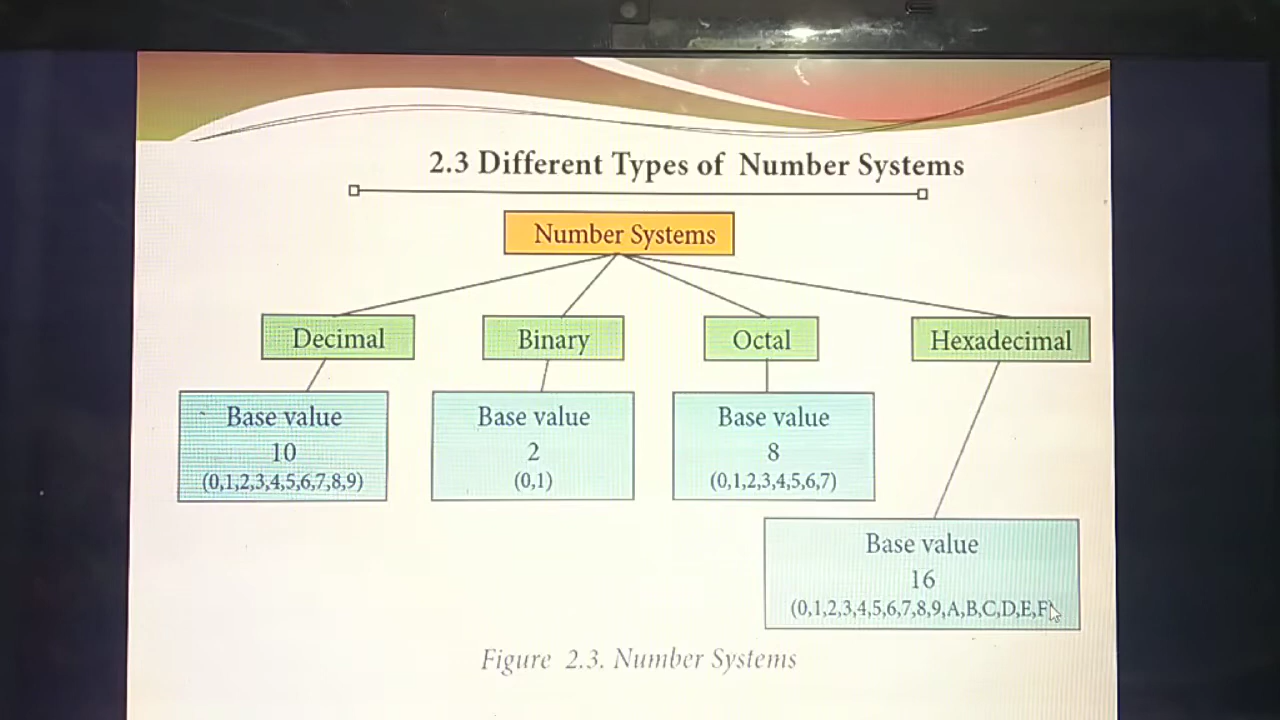 2.3 Different Types of Number Systems
Number Systems
Decimal
Binary
Octal
Hexadecimal
Base value
10
(0,1,2,3,4,5,6,7,8,9)
Base value
2
(0,1)
Base value
8
(0,1,2,3,4,5,6,7)
Base value
16
(0,1,2,3,4,5,6,7,8,9,A,B,C,D,E,F)
Figure 2.3. Number Systems